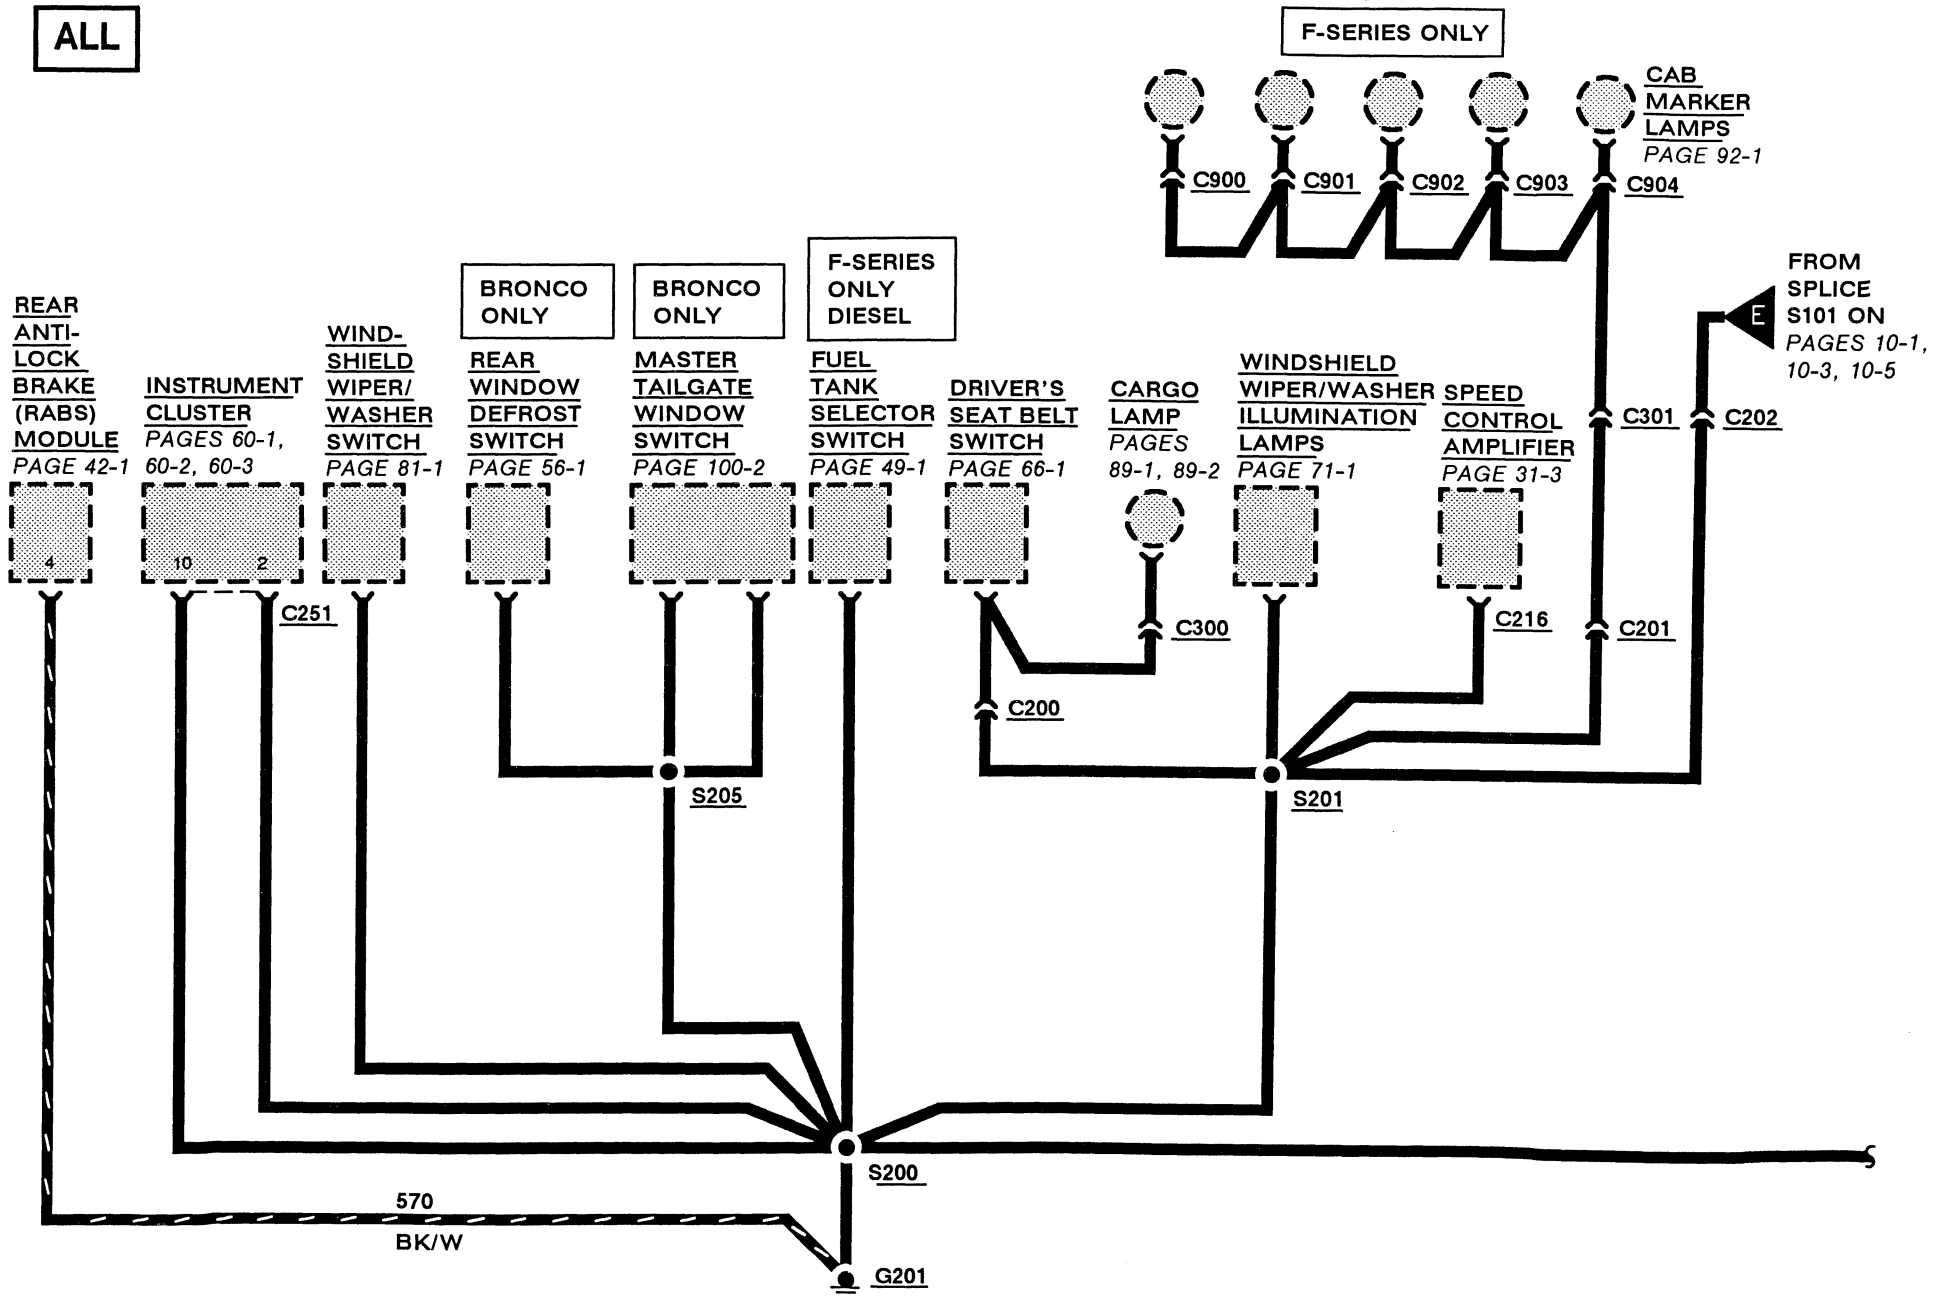 ALL
F-SERIES ONLY
CAB
MARKER
LAMPS
PAGE 92-1
C900
C901
C902
C903
C904
FROM
SPLICE
S101 ON
PAGES 10-1,
10-3, 10-5
E
REAR
ANTI-
LOCK
BRAKE
(RABS)
MODULE
PAGE 42-1
4
INSTRUMENT
CLUSTER
PAGES 60-1,
60-2, 60-3
10
2
C251
WIND-
SHIELD
WIPER/
WASHER
SWITCH
PAGE 81-1
BRONCO
ONLY
REAR
WINDOW
DEFROST
SWITCH
PAGE 56-1
BRONCO
ONLY
MASTER
TAILGATE
WINDOW
SWITCH
PAGE 100-2
F-SERIES
ONLY
DIESEL
FUEL
TANK
SELECTOR
SWITCH
PAGE 49-1
DRIVER'S
SEAT BELT
SWITCH
PAGE 66-1
CARGO
LAMP
PAGES
89-1, 89-2
WINDSHIELD
WIPER/WASHER
ILLUMINATION
LAMPS
PAGE 71-1
SPEED
CONTROL
AMPLIFIER
PAGE 31-3
C301
C202
C300
C216
C201
C200
S205
S201
S200
570
BK/W
G201